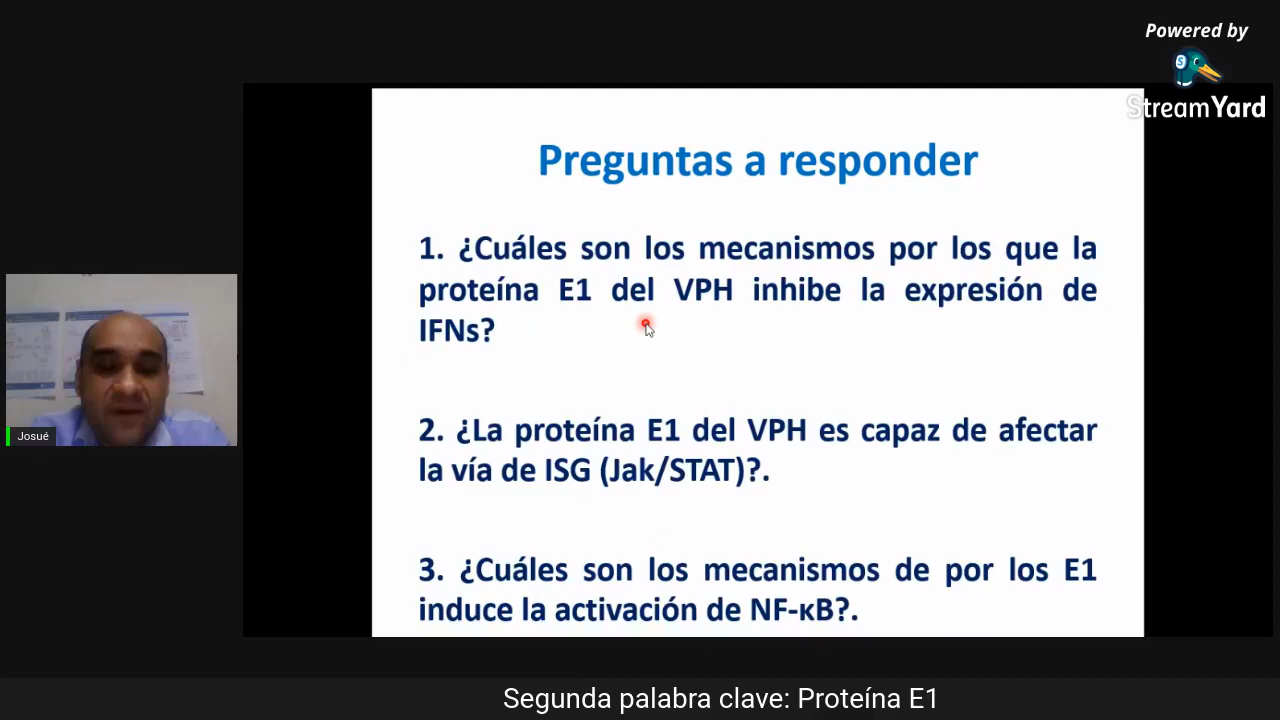 Powered by
StreamYard
Preguntas a responder
1. ¿Cuáles son los mecanismos por los que la
proteína E1 del VPH inhibe la expresión de
IFNs?
2. ¿La proteína E1 del VPH es capaz de afectar
la vía de ISG (Jak/STAT)?.
3. ¿Cuáles son los mecanismos de por los E1
induce la activación de NF-κB?.
Josué
Segunda palabra clave: Proteína E1